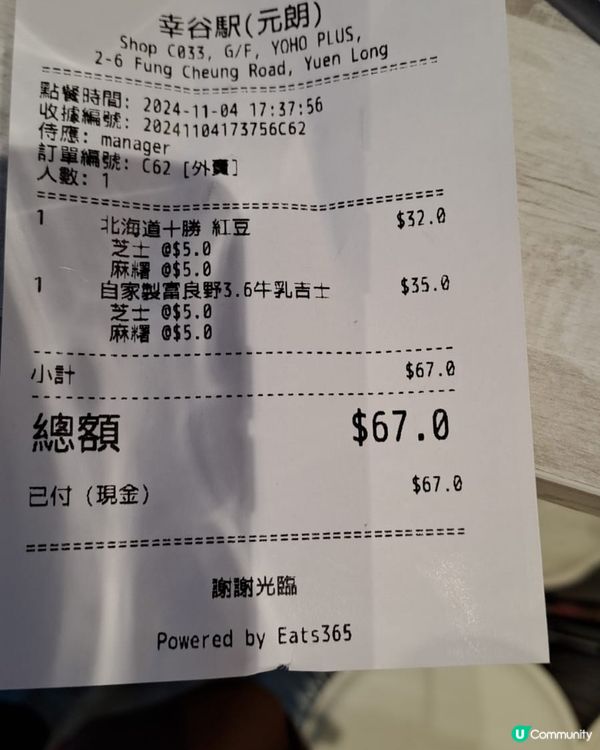 幸谷駅(元朗)
Shop C033, G/F, YOHO PLUS,
2-6 Fung Cheung Road, Yuen Long
點餐時間: 2024-11-04 17:37:56
收據編號: 20241104173756C62
侍應: manager
訂單編號: C62 [外賣]
人數: 1
1 北海道十勝 紅豆 $32.0
芝士 @$5.0
麻糬 @$5.0
1 自家製富良野3.6牛乳吉士 $35.0
芝士 @$5.0
麻糬 @$5.0
小計 $67.0
總額 $67.0
已付 (現金) $67.0
謝謝光臨
Powered by Eats365
U Community